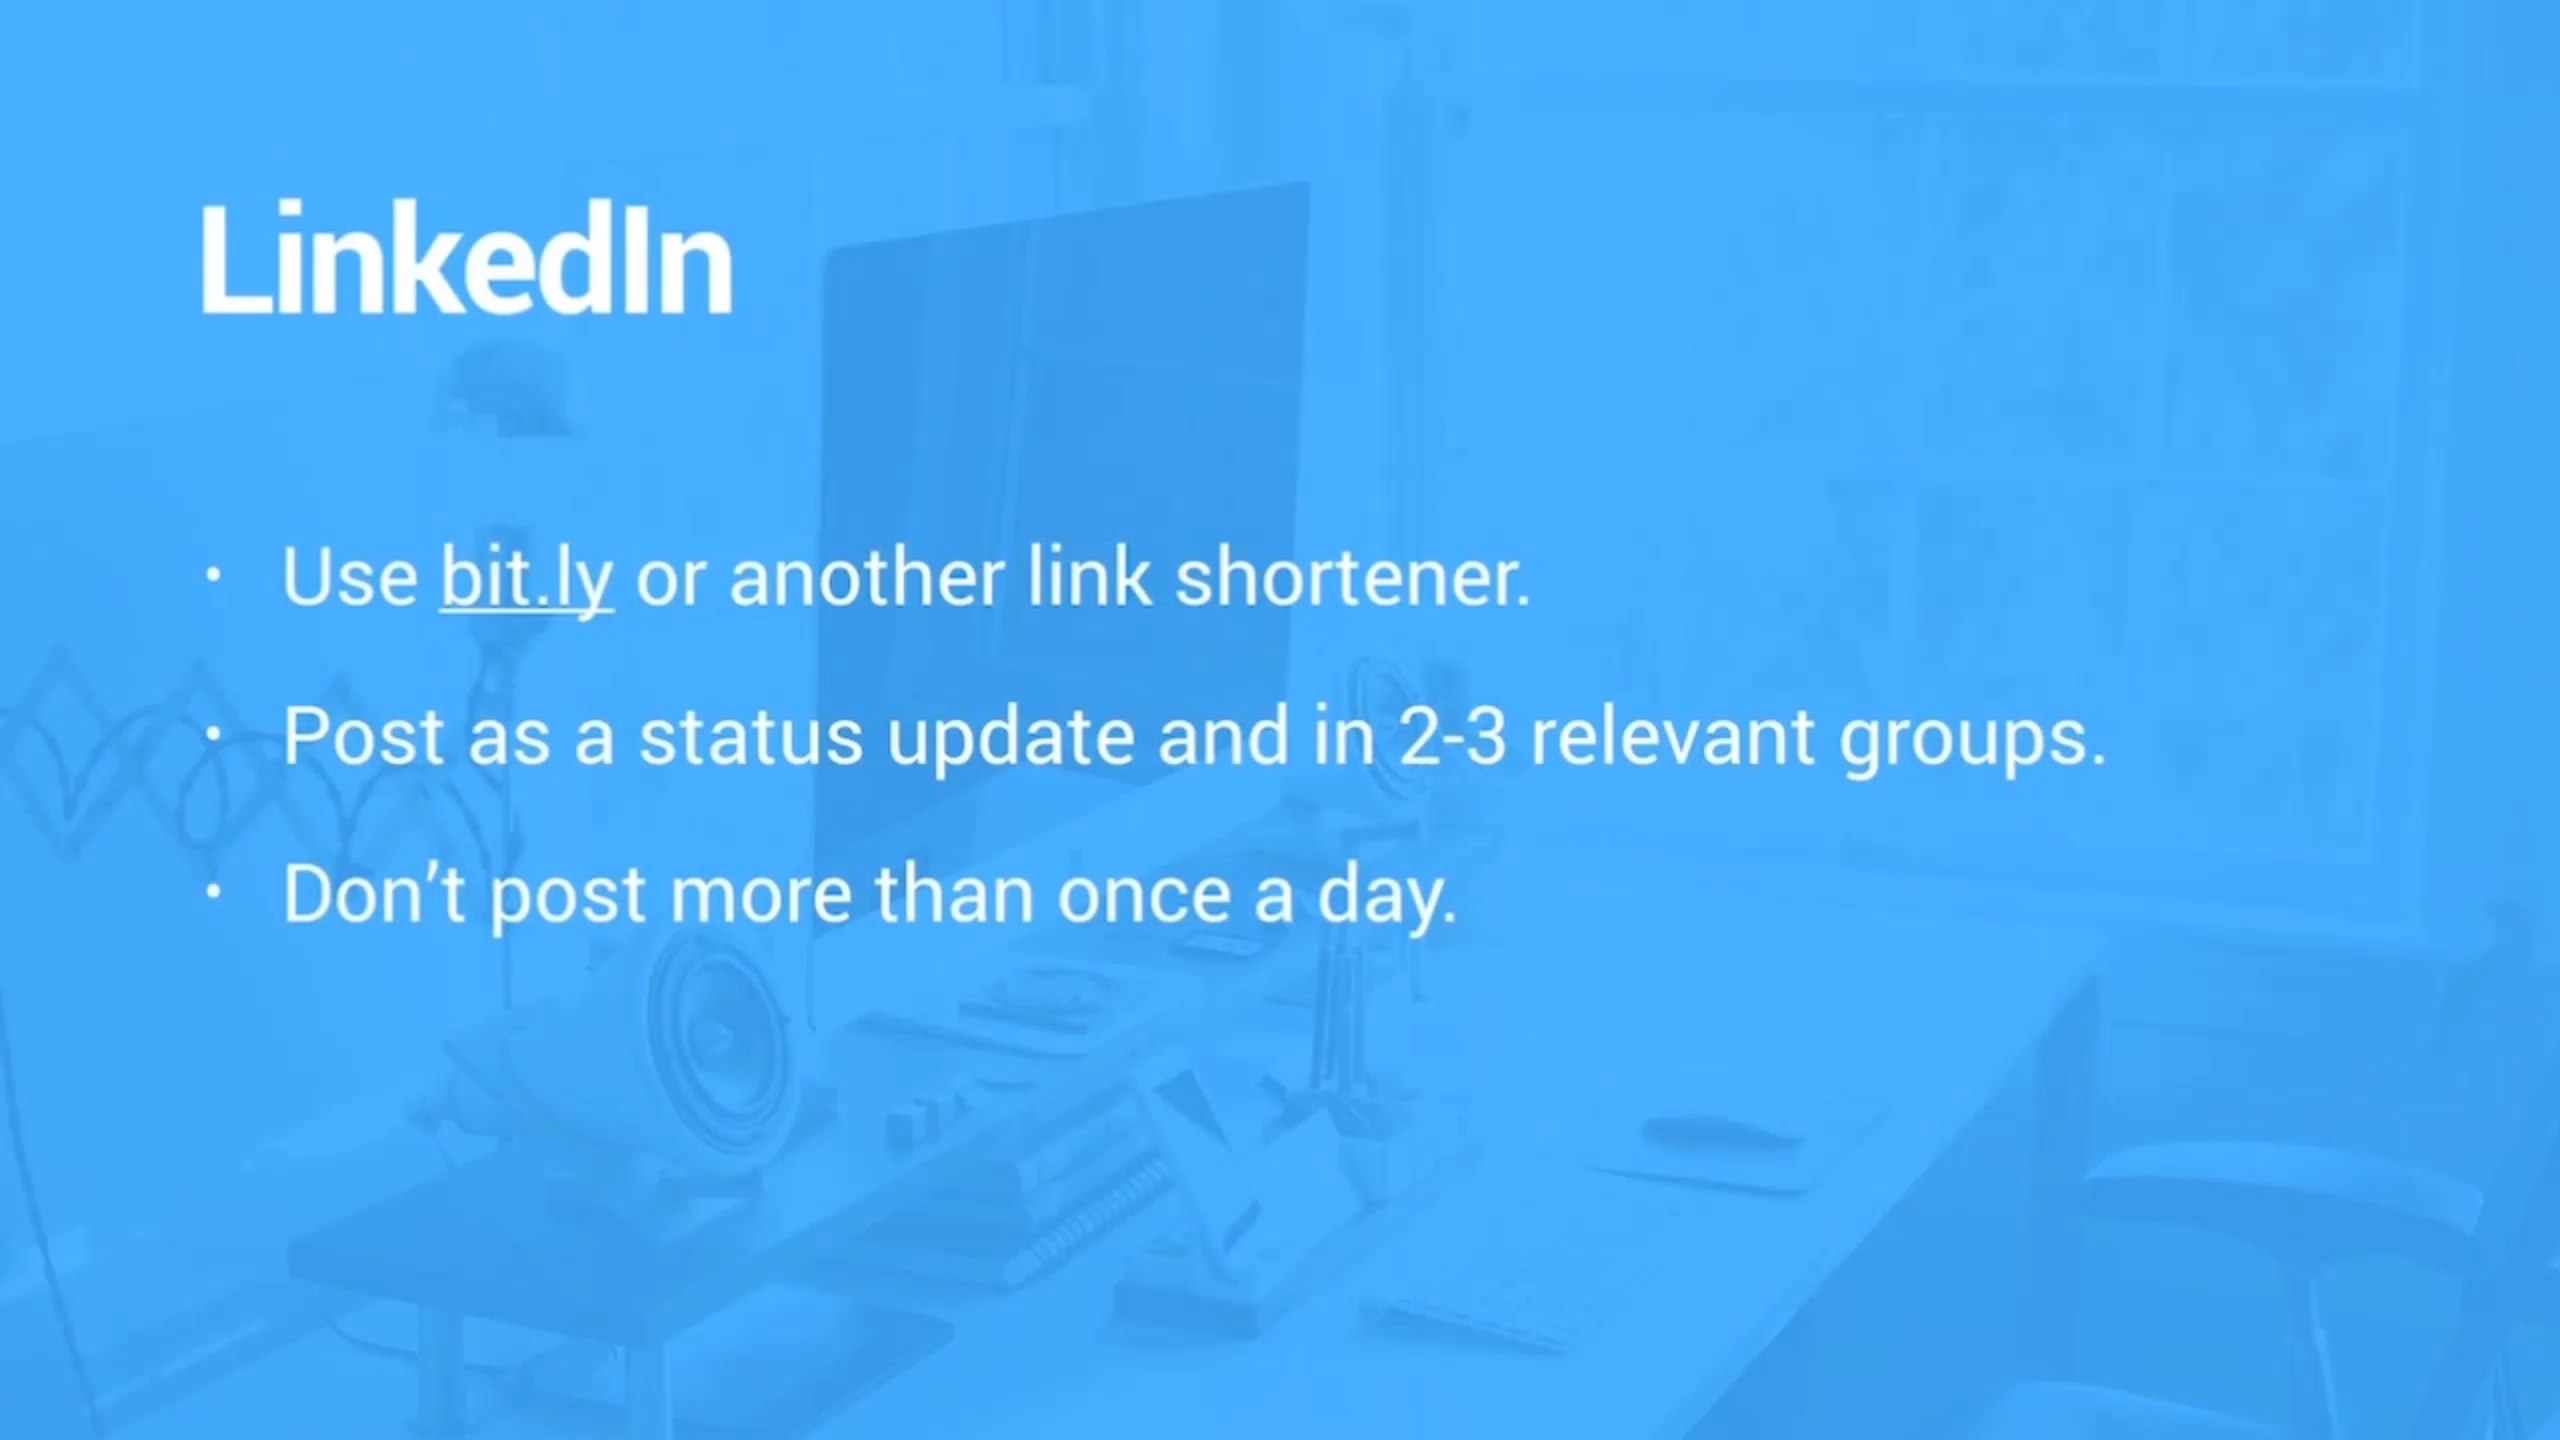 LinkedIn
• Use bit.ly or another link shortener.
• Post as a status update and in 2-3 relevant groups.
• Don’t post more than once a day.